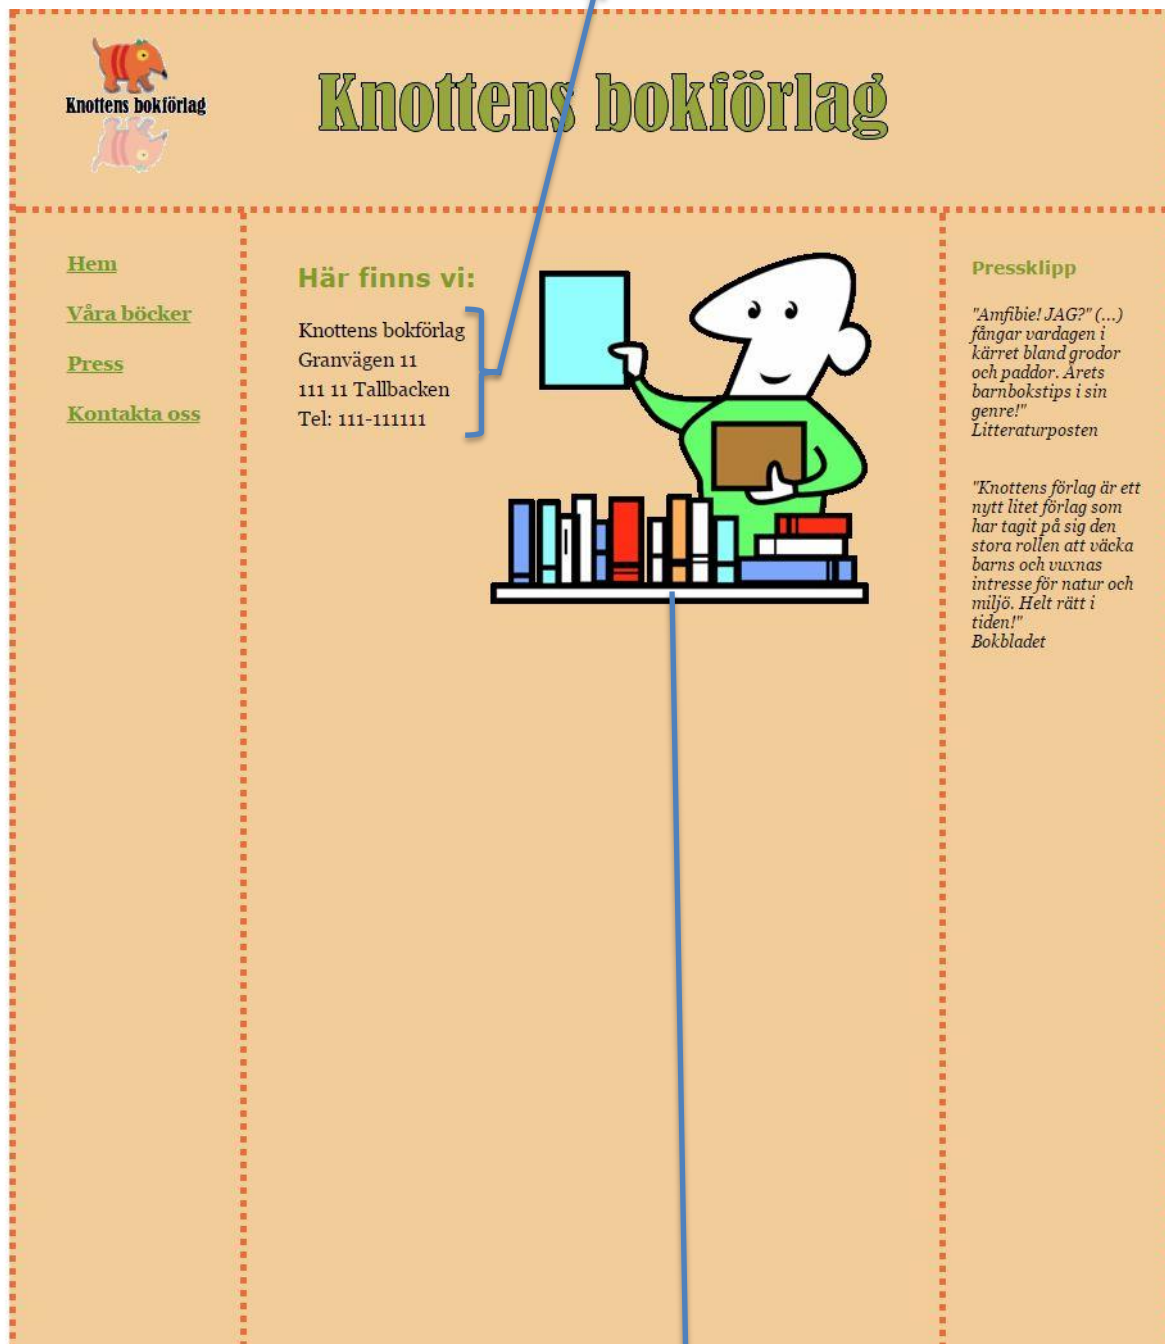 Knottens bokförlag
Knottens bokförlag
Hem
Våra böcker
Press
Kontakta oss
Här finns vi:
Knottens bokförlag
Granvägen 11
111 11 Tallbacken
Tel: 111-111111
Pressklipp
"Amfibie! JAG?" (...)
fångar vardagen i
kärret bland grodor
och paddor. Årets
barnbokstips i sin
genre!"
Litteraturposten
"Knottens förlag är ett
nytt litet förlag som
har tagit på sig den
stora rollen att väcka
barns och vuxnas
intresse för natur och
miljö. Helt rätt i
tiden!"
Bokbladet